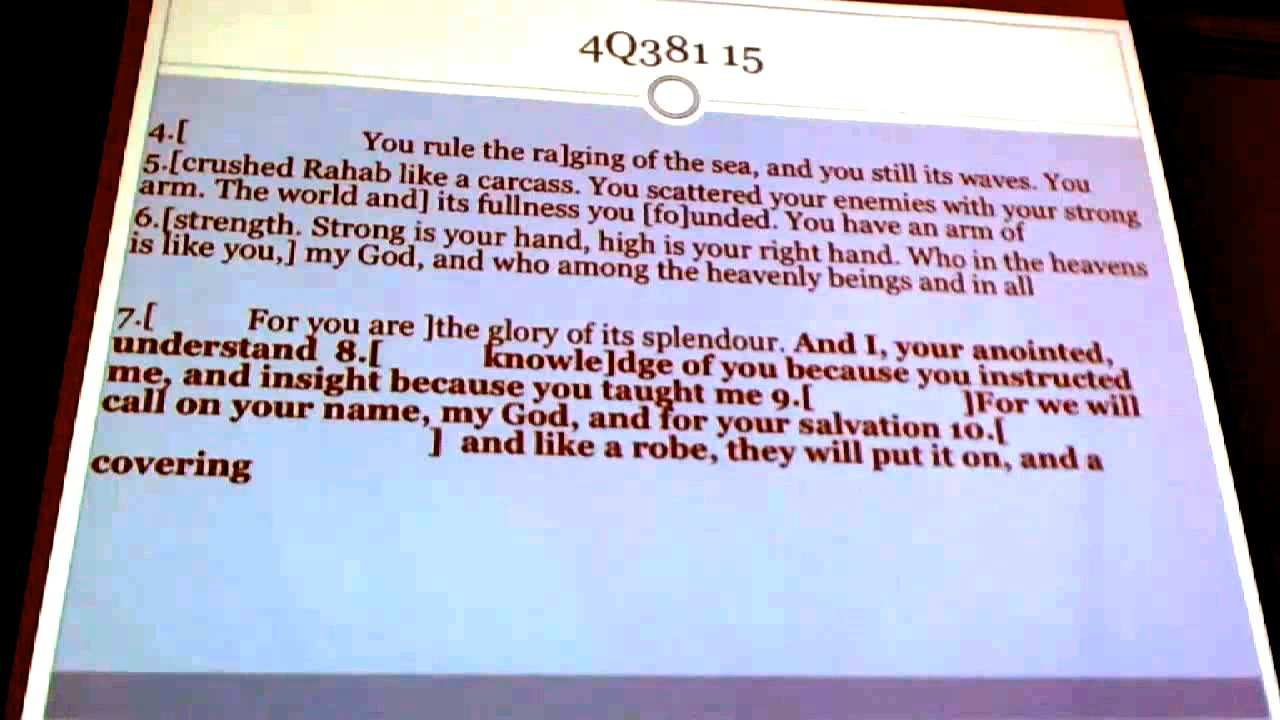 4Q381 15
4.[ You rule the ra]ging of the sea, and you still its waves. You
5.[crushed Rahab like a carcass. You scattered your enemies with your strong
arm. The world and] its fullness you [fo]unded. You have an arm of
6.[strength. Strong is your hand, high is your right hand. Who in the heavens
is like you,] my God, and who among the heavenly beings and in all
7.[ For you are ]the glory of its splendour. And I, your anointed,
understand 8.[ knowle]dge of you because you instructed
me, and insight because you taught me 9.[ ]For we will
call on your name, my God, and for your salvation 10.[
] and like a robe, they will put it on, and a
covering